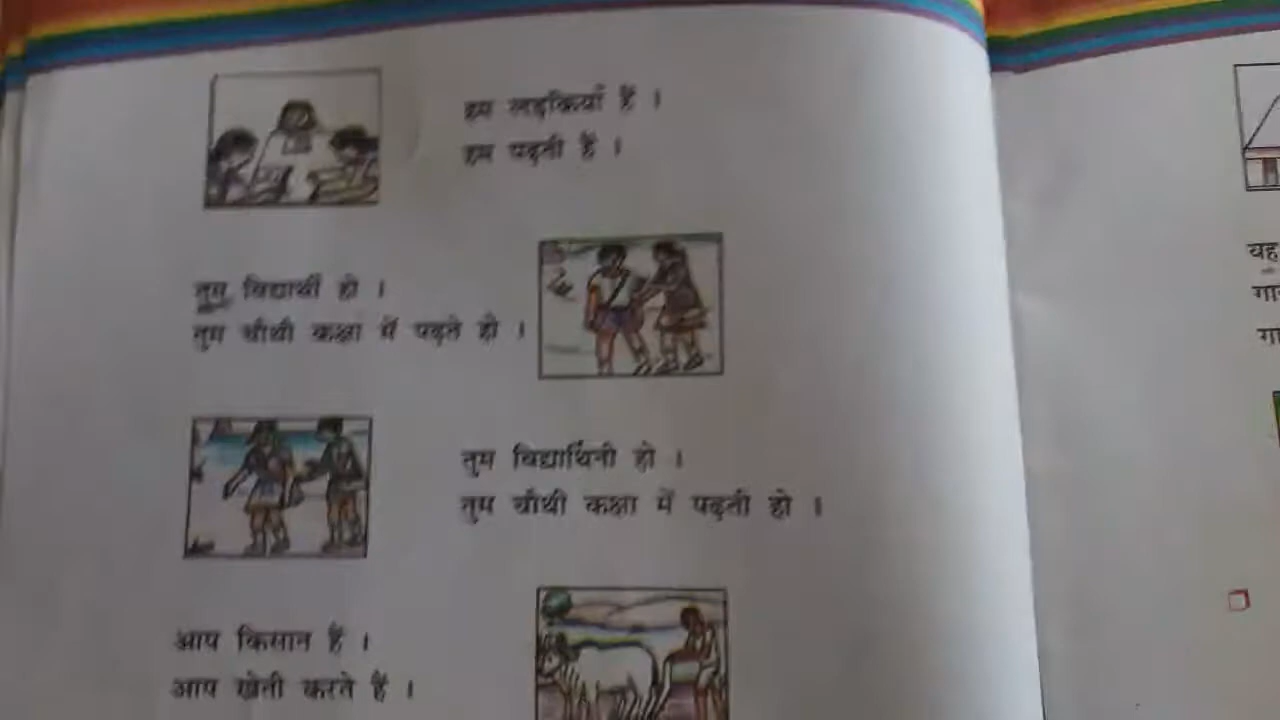 हम लड़कियाँ हैं ।
हम पढ़ती हैं ।
तुम विद्यार्थी हो ।
तुम चौथी कक्षा में पढ़ते हो ।
तुम विद्यार्थिनी हो ।
तुम चौथी कक्षा में पढ़ती हो ।
आप किसान हैं ।
आप खेती करते हैं ।
यह